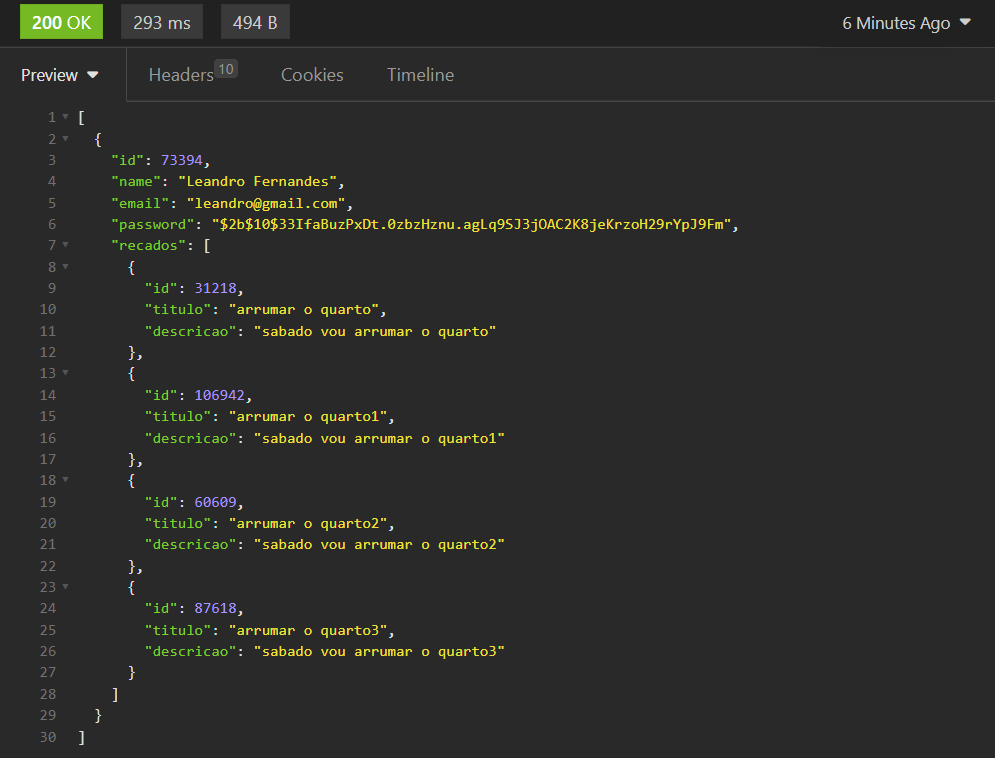 200 OK 293 ms 494 B 6 Minutes Ago
Preview Headers 10 Cookies Timeline
1 [
2 {
3 "id": 73394,
4 "name": "Leandro Fernandes",
5 "email": "leandro@gmail.com",
6 "password": "$2b$10$33IfaBuzPxDt.0zbzHznu.agLq9SJ3jOAC2K8jeKrzoH29rYpJ9Fm",
7 "recados": [
8 {
9 "id": 31218,
10 "titulo": "arrumar o quarto",
11 "descricao": "sabado vou arrumar o quarto"
12 },
13 {
14 "id": 106942,
15 "titulo": "arrumar o quarto1",
16 "descricao": "sabado vou arrumar o quarto1"
17 },
18 {
19 "id": 60609,
20 "titulo": "arrumar o quarto2",
21 "descricao": "sabado vou arrumar o quarto2"
22 },
23 {
24 "id": 87618,
25 "titulo": "arrumar o quarto3",
26 "descricao": "sabado vou arrumar o quarto3"
27 }
28 ]
29 }
30 ]